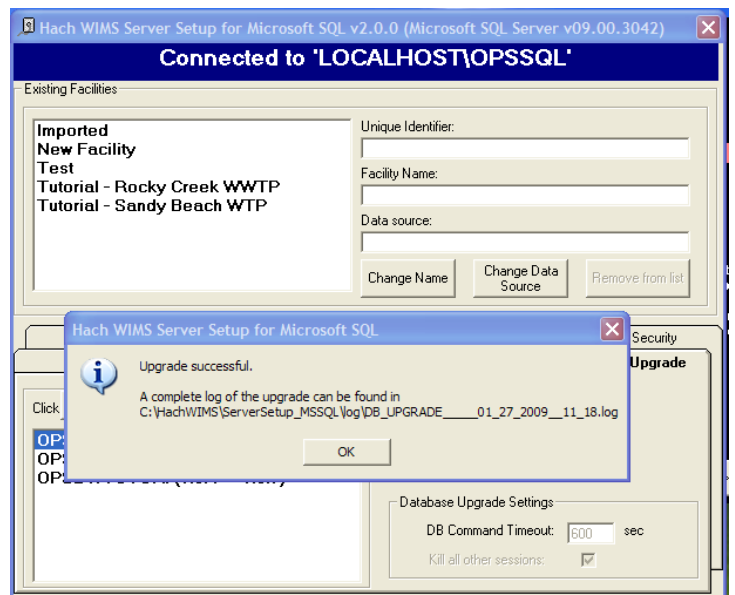 Hach WIMS Server Setup for Microsoft SQL v2.0.0 (Microsoft SQL Server v09.00.3042)
Connected to 'LOCALHOST\OPSSQL'
Existing Facilities
Imported
New Facility
Test
Tutorial - Rocky Creek WWTP
Tutorial - Sandy Beach WTP
Unique Identifier:
Facility Name:
Data source:
Change Name
Change Data
Source
Remove from list
Security
Upgrade
Click
Hach WIMS Server Setup for Microsoft SQL
Upgrade successful.
A complete log of the upgrade can be found in
C:\HachWIMS\ServerSetup_MSSQL\log\DB_UPGRADE_____01_27_2009__11_18.log
OK
Database Upgrade Settings
DB Command Timeout: 600 sec
Kill all other sessions: